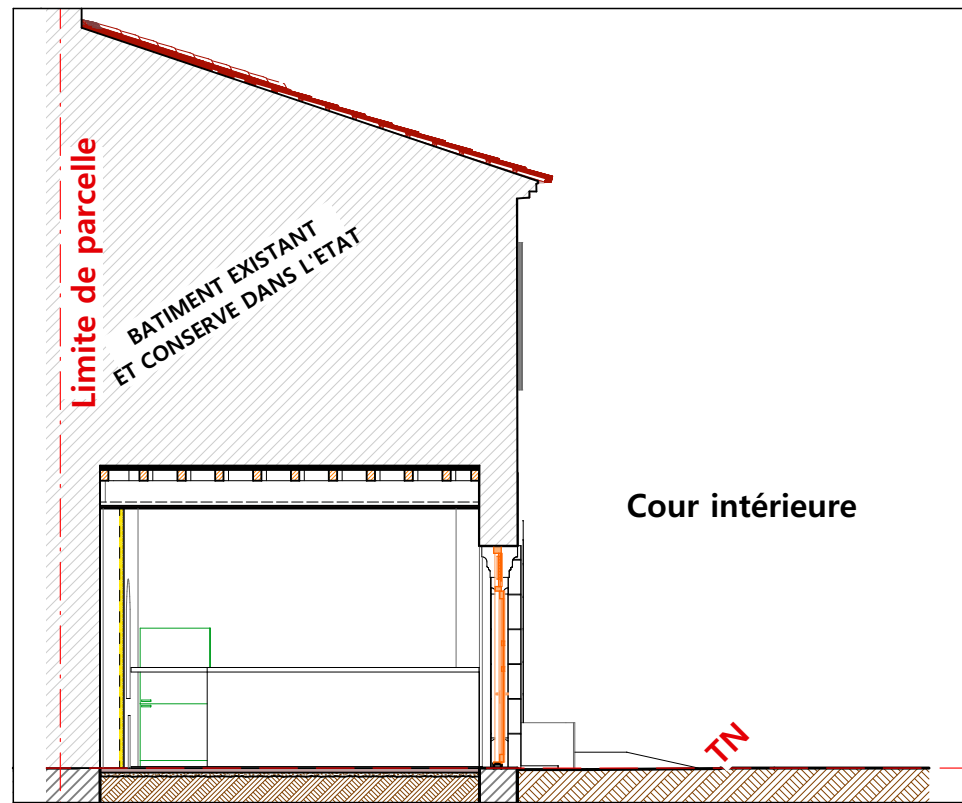 Limite de parcelle
BATIMENT EXISTANT
ET CONSERVE DANS L'ETAT
Cour intérieure
TN